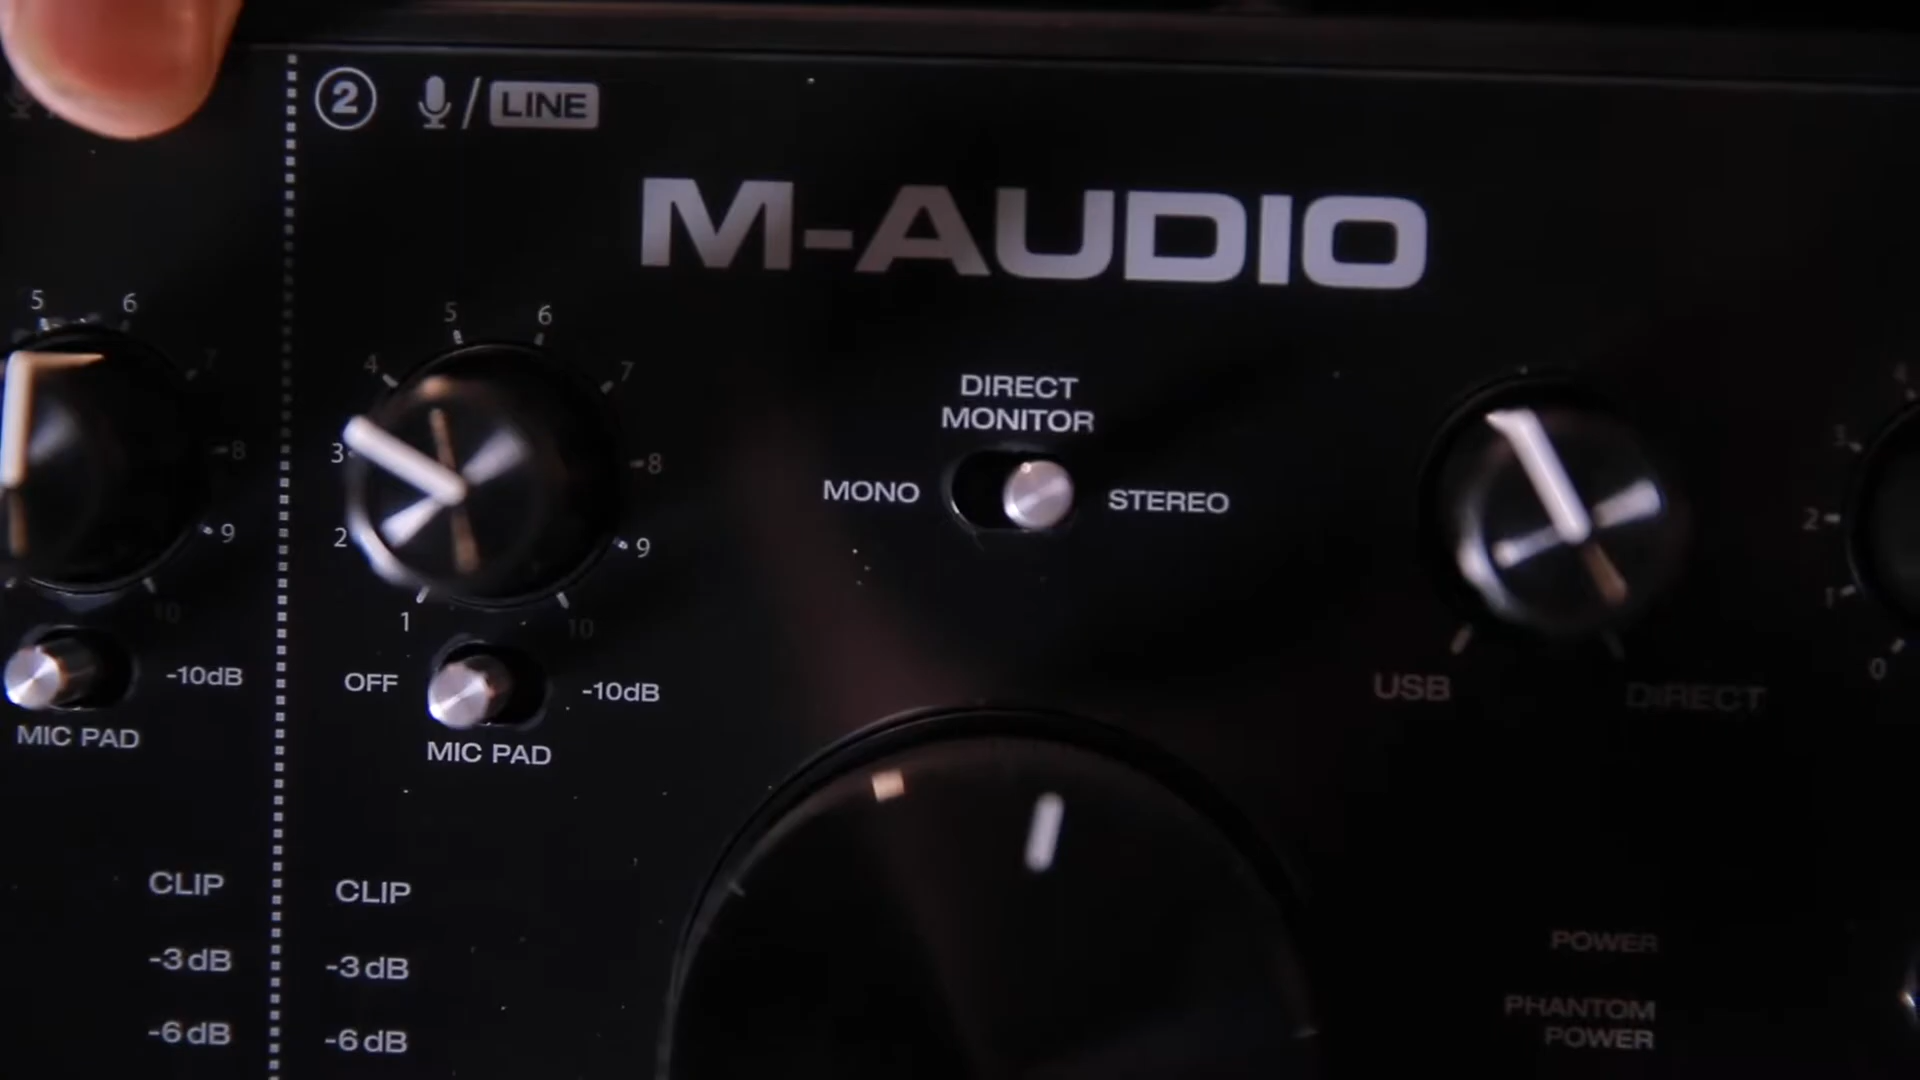 2 / LINE
M-AUDIO
5 6
7
8
9
10
-10dB
MIC PAD
5 6
4 7
3 8
2 9
1 10
OFF -10dB
MIC PAD
DIRECT
MONITOR
MONO STEREO
USB DIRECT
4
3
2
1
0
CLIP
-3dB
-6dB
CLIP
-3dB
-6dB
POWER
PHANTOM
POWER